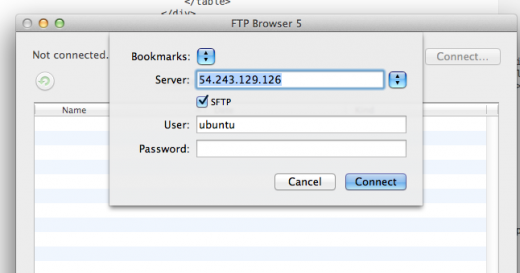 </table>
</div>
FTP Browser 5
Not connected.
Connect...
Bookmarks:
Server: 54.243.129.126
SFTP
User: ubuntu
Password:
Cancel Connect
Name